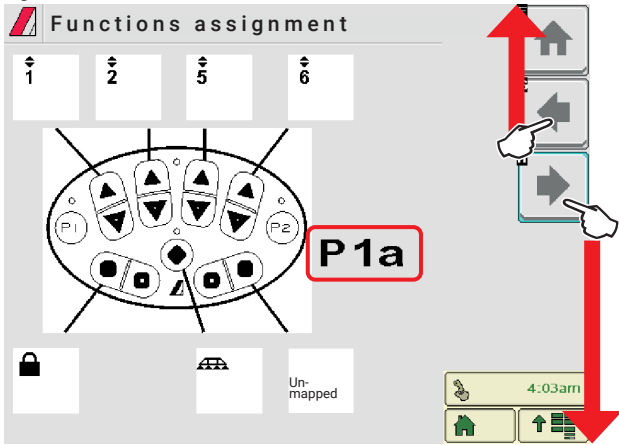 Functions assignment
1 2 5 6
P1 P2
P1a
Un-
mapped
4:03am